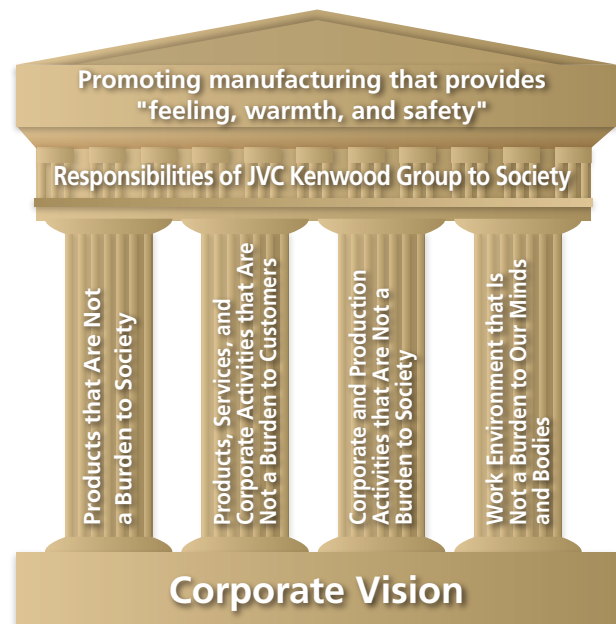 Promoting manufacturing that provides
"feeling, warmth, and safety"
Responsibilities of JVC Kenwood Group to Society
Products that Are Not
a Burden to Society
Products, Services, and
Corporate Activities that Are
Not a Burden to Customers
Corporate and Production
Activities that Are Not a
Burden to Society
Work Environment that Is
Not a Burden to Our Minds
and Bodies
Corporate Vision